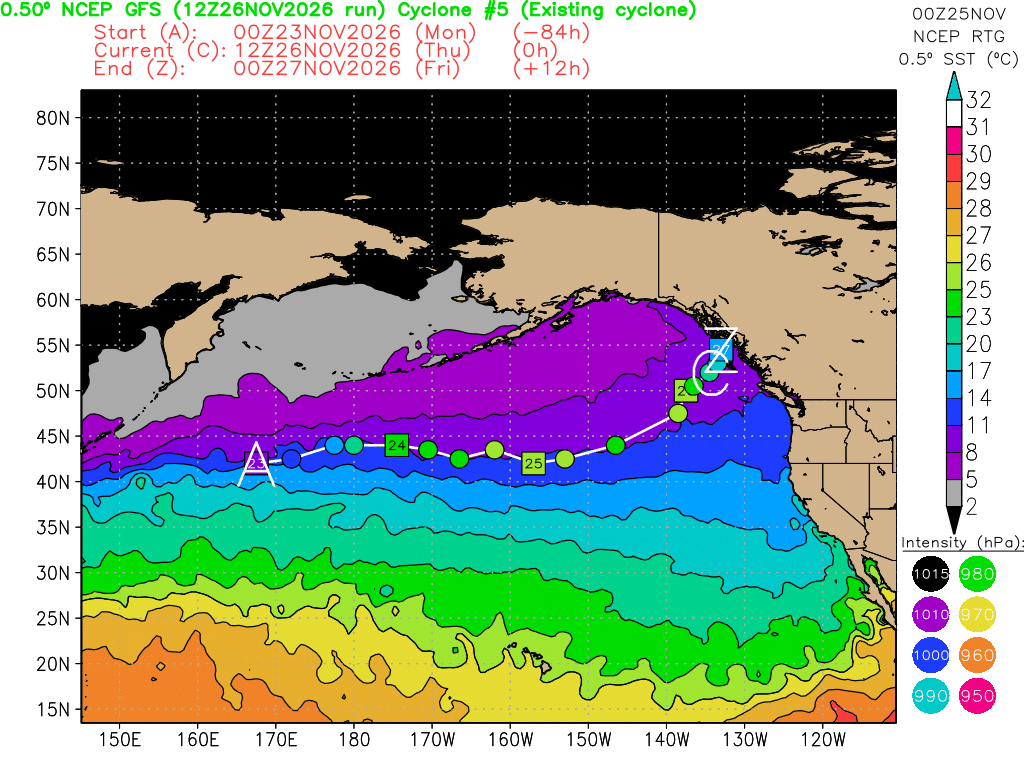 0.50° NCEP GFS (12Z26NOV2026 run) Cyclone #5 (Existing cyclone)
Start (A): 00Z23NOV2026 (Mon) (−84h)
Current (C): 12Z26NOV2026 (Thu) (0h)
End (Z): 00Z27NOV2026 (Fri) (+12h)
00Z25NOV
NCEP RTG
0.5° SST (°C)
32
31
30
29
28
27
26
25
23
20
17
14
11
8
5
2
80N
75N
70N
65N
60N
55N
50N
45N
40N
35N
30N
25N
20N
15N
150E 160E 170E 180 170W 160W 150W 140W 130W 120W
A
23
24
25
C
Z
Intensity (hPa):
1015 980
1010 970
1000 960
990 950